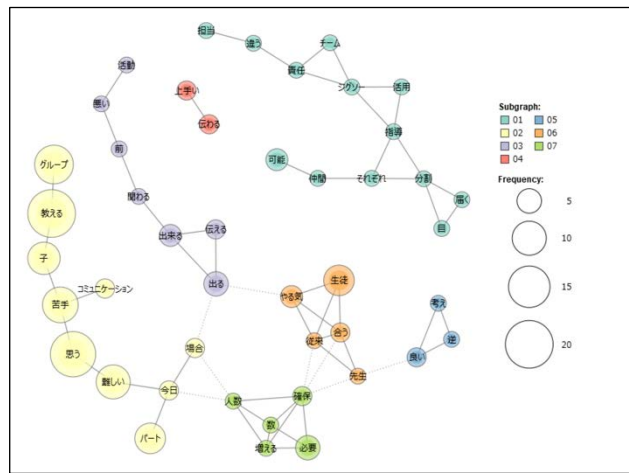 担当
違う
チーム
責任
ジグソー
活用
指導
可能
仲間
それぞれ
分割
届く
目
活動
悪い
前
関わる
出来る
伝える
出る
上手い
伝わる
グループ
教える
子
コミュニケーション
苦手
思う
難しい
今日
場合
パート
やる気
生徒
従来
合う
先生
考え
逆
良い
人数
確保
数
増える
必要
Subgraph:
01 05
02 06
03 07
04
Frequency:
5
10
15
20